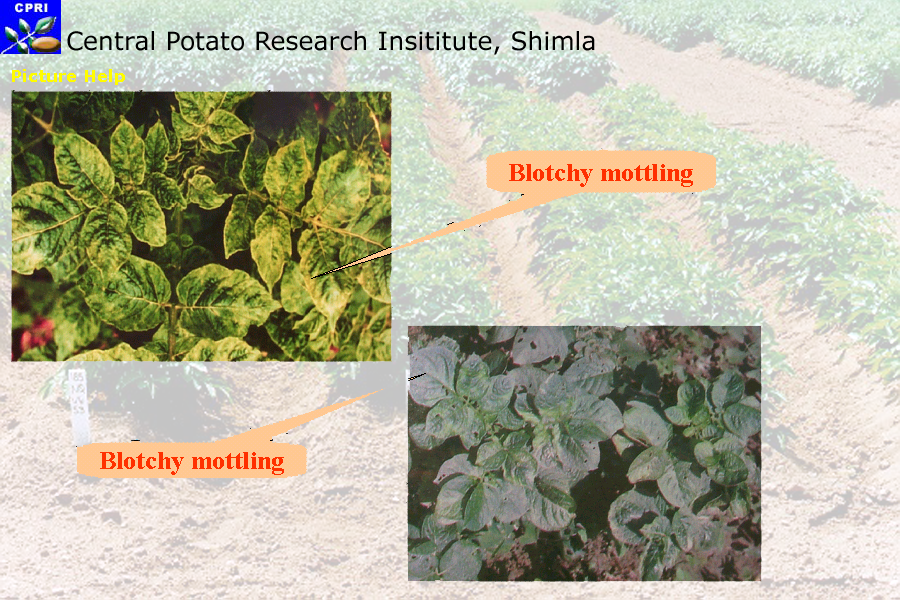 CPRI
Central Potato Research Insititute, Shimla
Picture Help
Blotchy mottling
Blotchy mottling